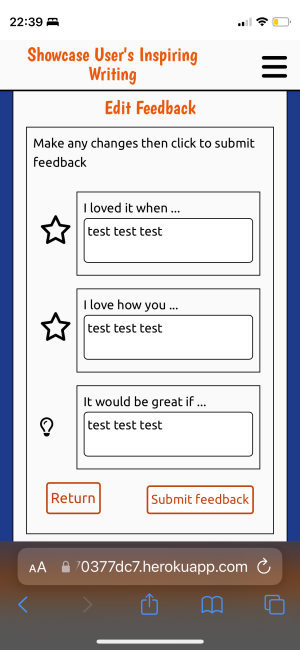 22:39
Showcase User's Inspiring
Writing
Edit Feedback
Make any changes then click to submit
feedback
I loved it when ...
test test test
I love how you ...
test test test
It would be great if ...
test test test
Return
Submit feedback
AA
0377dc7.herokuapp.com